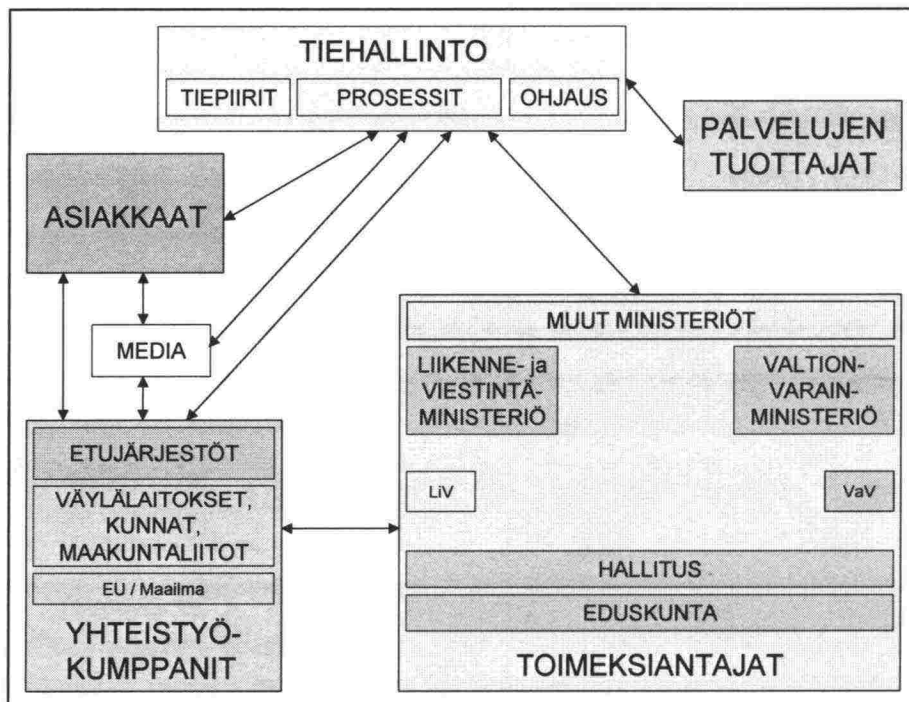 TIEHALLINTO
TIEPIIRIT
PROSESSIT
OHJAUS
PALVELUJEN
TUOTTAJAT
ASIAKKAAT
MEDIA
MUUT MINISTERIÖT
LIIKENNE- ja
VIESTINTÄ-
MINISTERIÖ
VALTION-
VARAIN-
MINISTERIÖ
LiV
VaV
HALLITUS
EDUSKUNTA
TOIMEKSIANTAJAT
ETUJÄRJESTÖT
VÄYLÄLAITOKSET,
KUNNAT,
MAAKUNTALIITOT
EU / Maailma
YHTEISTYÖ-
KUMPPANIT